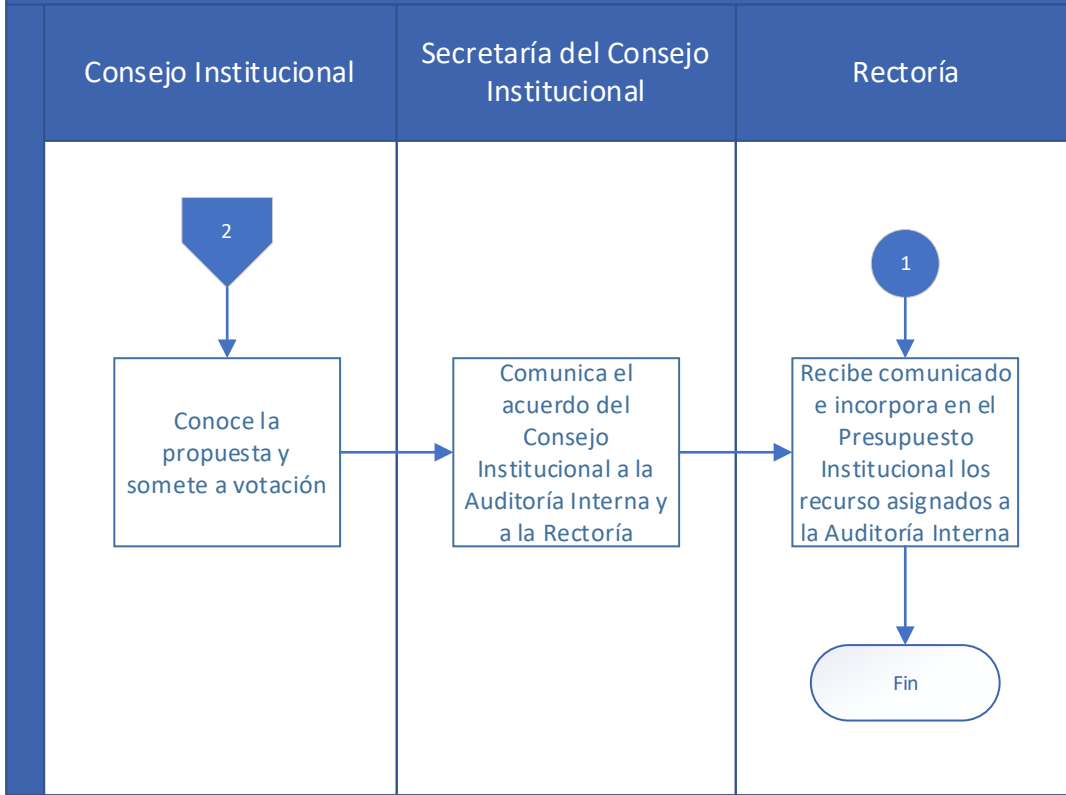 Consejo Institucional
Secretaría del Consejo
Institucional
Rectoría
2
1
Conoce la
propuesta y
somete a votación
Comunica el
acuerdo del
Consejo
Institucional a la
Auditoría Interna y
a la Rectoría
Recibe comunicado
e incorpora en el
Presupuesto
Institucional los
recurso asignados a
la Auditoría Interna
Fin